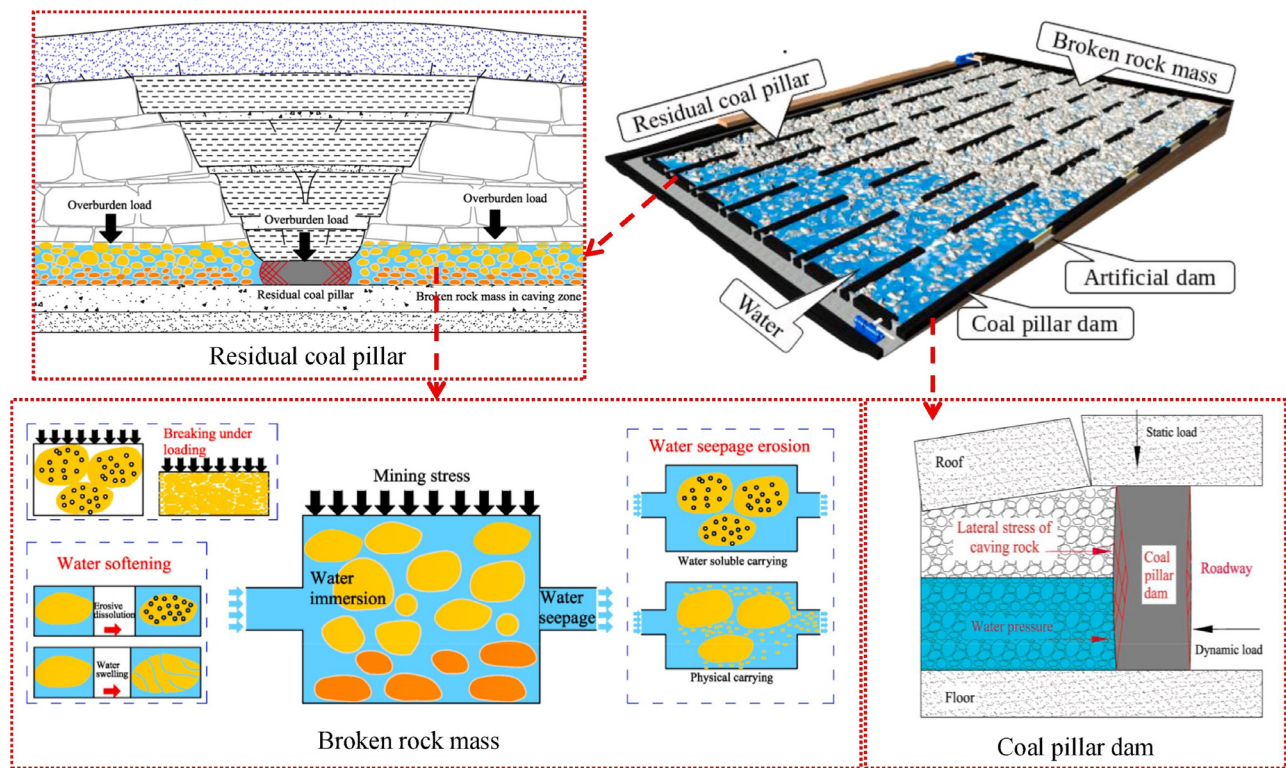 Overburden load
Overburden load
Overburden load
Residual coal pillar
Broken rock mass in caving zone
Residual coal pillar
Residual coal pillar
Broken rock mass
Water
Artificial dam
Coal pillar dam
Breaking under
loading
Water softening
Erosive
dissolution
Water
swelling
Mining stress
Water
immersion
Water
seepage
Water seepage erosion
Water soluble carrying
Physical carrying
Broken rock mass
Static load
Roof
Lateral stress of
caving rock
Coal
pillar
dam
Roadway
Water pressure
Dynamic load
Floor
Coal pillar dam